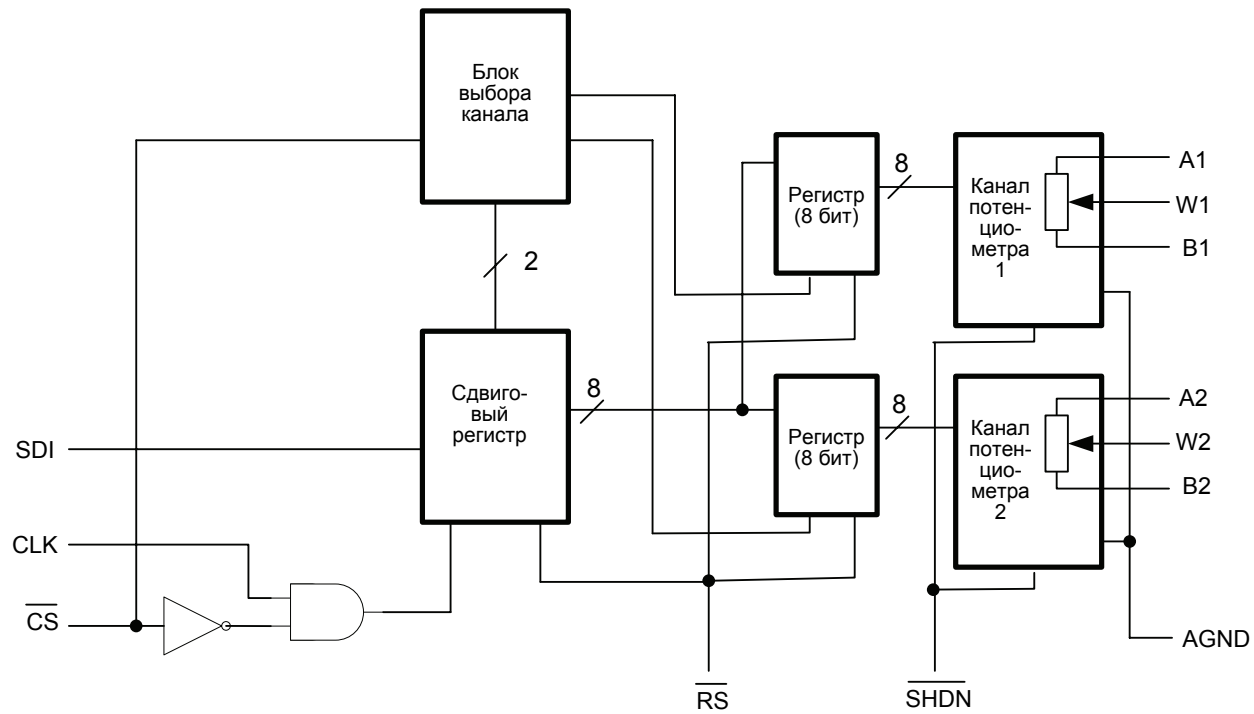 Блок
выбора
канала
8
Регистр
(8 бит)
Канал
потен-
цио-
метра
1
A1
W1
B1
2
Сдвиго-
вый
регистр
8
8
Регистр
(8 бит)
Канал
потен-
цио-
метра
2
A2
W2
B2
SDI
CLK
CS
AGND
RS
SHDN